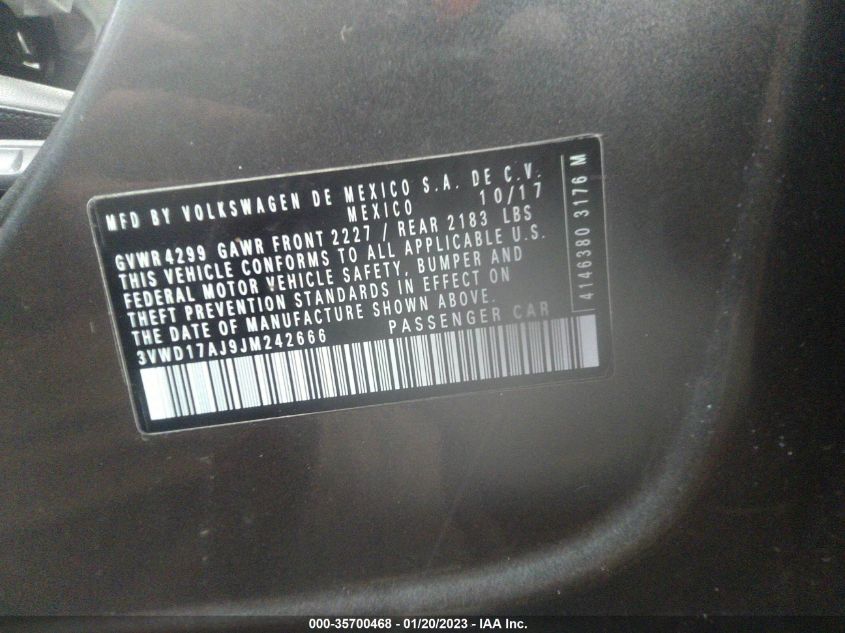 MFD BY VOLKSWAGEN DE MEXICO S.A. DE C.V.
MEXICO 10/17
GVWR 4299 GAWR FRONT 2227 / REAR 2183 LBS
THIS VEHICLE CONFORMS TO ALL APPLICABLE U.S.
FEDERAL MOTOR VEHICLE SAFETY, BUMPER AND
THEFT PREVENTION STANDARDS IN EFFECT ON
THE DATE OF MANUFACTURE SHOWN ABOVE.
3VWD17AJ9JM242666 PASSENGER CAR
4146380 3176 M
000-35700468 - 01/20/2023 - IAA Inc.